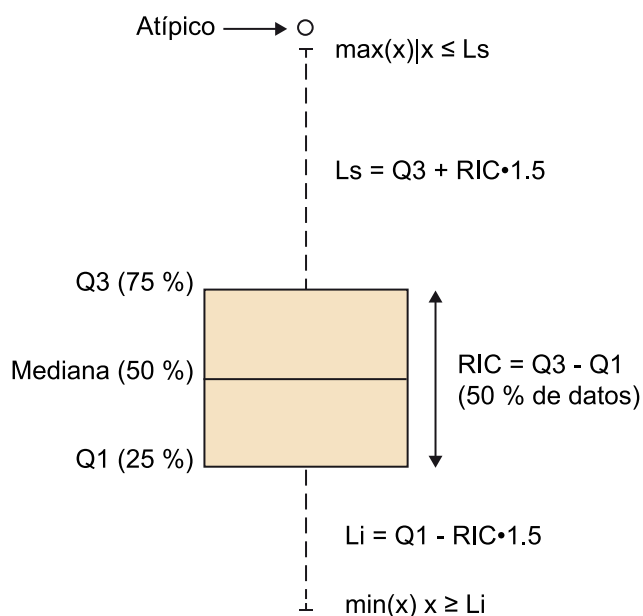 Atípico
max(x)|x ≤ Ls
Ls = Q3 + RIC•1.5
Q3 (75 %)
Mediana (50 %)
RIC = Q3 - Q1
(50 % de datos)
Q1 (25 %)
Li = Q1 - RIC•1.5
min(x) x ≥ Li